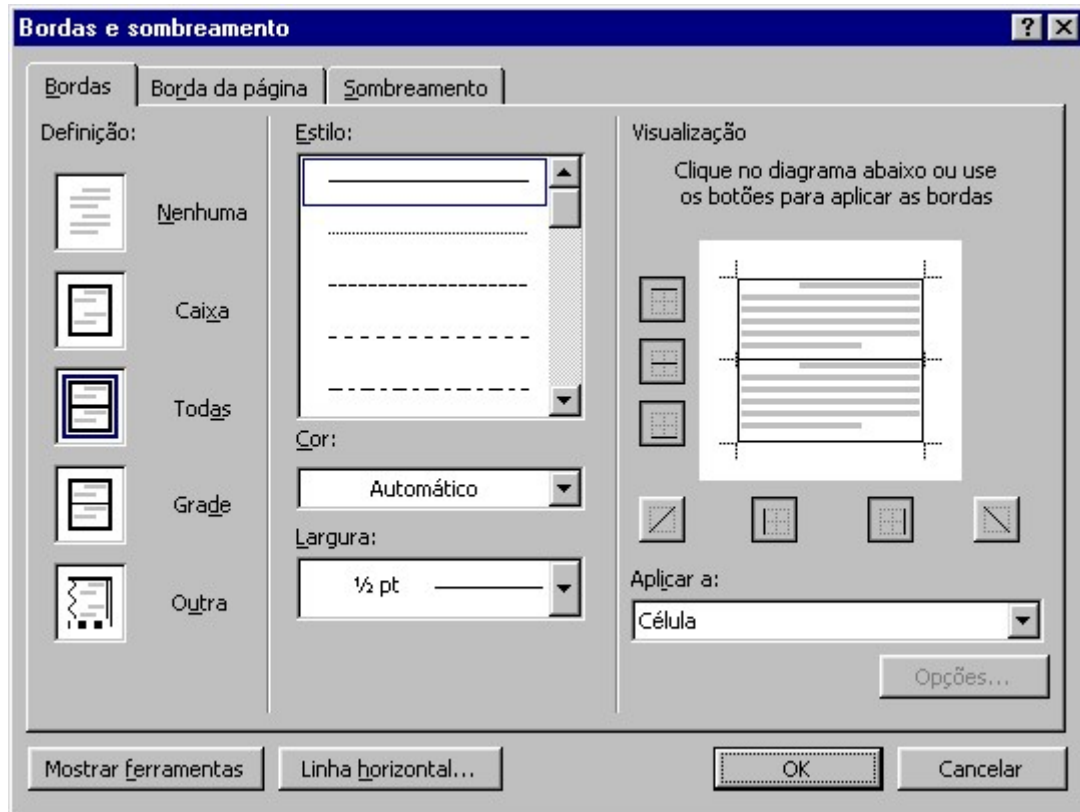 Bordas e sombreamento
Bordas
Borda da página
Sombreamento
Definição:
Nenhuma
Caixa
Todas
Grade
Outra
Estilo:
Cor:
Automático
Largura:
½ pt
Visualização
Clique no diagrama abaixo ou use
os botões para aplicar as bordas
Aplicar a:
Célula
Opções...
Mostrar ferramentas
Linha horizontal...
OK
Cancelar